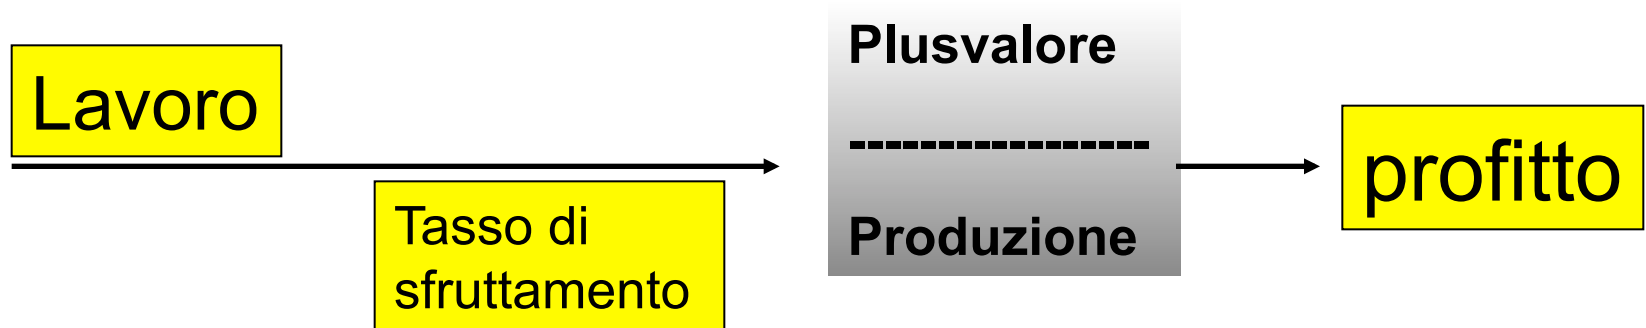 Lavoro
Tasso di
sfruttamento
Plusvalore
-----------------
Produzione
profitto